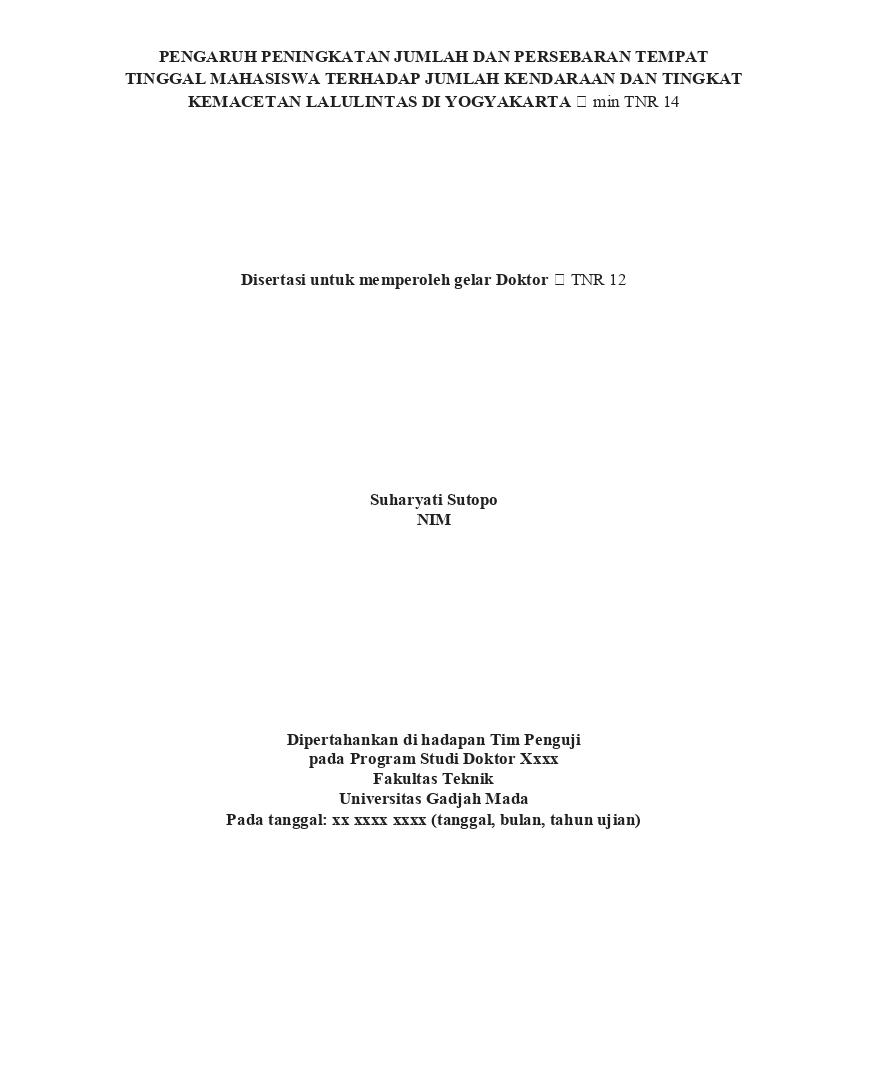 PENGARUH PENINGKATAN JUMLAH DAN PERSEBARAN TEMPAT
TINGGAL MAHASISWA TERHADAP JUMLAH KENDARAAN DAN TINGKAT
KEMACETAN LALULINTAS DI YOGYAKARTA  min TNR 14
Disertasi untuk memperoleh gelar Doktor  TNR 12
Suharyati Sutopo
NIM
Dipertahankan di hadapan Tim Penguji
pada Program Studi Doktor Xxxx
Fakultas Teknik
Universitas Gadjah Mada
Pada tanggal: xx xxxx xxxx (tanggal, bulan, tahun ujian)